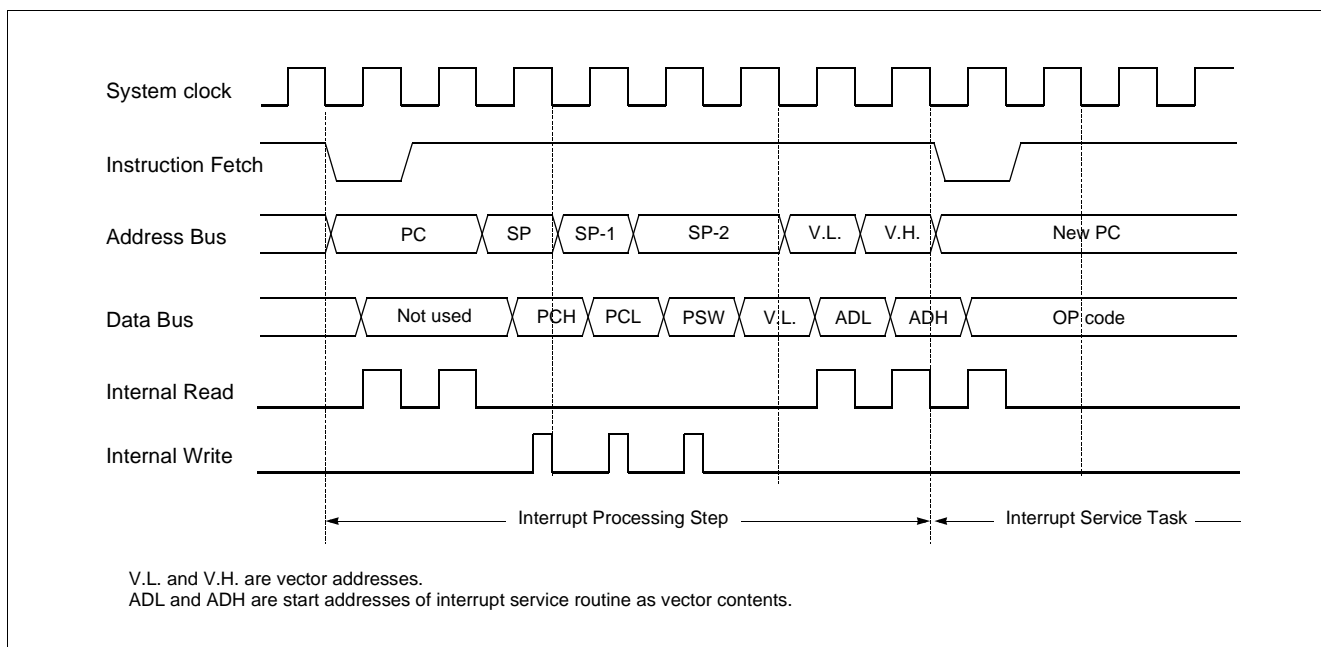 System clock
Instruction Fetch
Address Bus
PC
SP
SP-1
SP-2
V.L.
V.H.
New PC
Data Bus
Not used
PCH
PCL
PSW
V.L.
ADL
ADH
OP code
Internal Read
Internal Write
Interrupt Processing Step
Interrupt Service Task
V.L. and V.H. are vector addresses.
ADL and ADH are start addresses of interrupt service routine as vector contents.